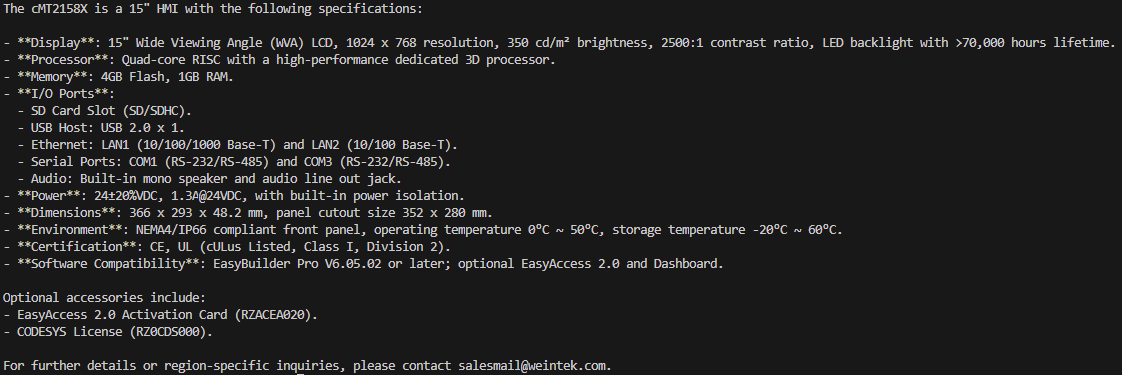 The cMT2158X is a 15" HMI with the following specifications:

- **Display**: 15" Wide Viewing Angle (WVA) LCD, 1024 x 768 resolution, 350 cd/m² brightness, 2500:1 contrast ratio, LED backlight with >70,000 hours lifetime.
- **Processor**: Quad-core RISC with a high-performance dedicated 3D processor.
- **Memory**: 4GB Flash, 1GB RAM.
- **I/O Ports**:
  - SD Card Slot (SD/SDHC).
  - USB Host: USB 2.0 x 1.
  - Ethernet: LAN1 (10/100/1000 Base-T) and LAN2 (10/100 Base-T).
  - Serial Ports: COM1 (RS-232/RS-485) and COM3 (RS-232/RS-485).
  - Audio: Built-in mono speaker and audio line out jack.
- **Power**: 24±20%VDC, 1.3A@24VDC, with built-in power isolation.
- **Dimensions**: 366 x 293 x 48.2 mm, panel cutout size 352 x 280 mm.
- **Environment**: NEMA4/IP66 compliant front panel, operating temperature 0°C ~ 50°C, storage temperature -20°C ~ 60°C.
- **Certification**: CE, UL (cULus Listed, Class I, Division 2).
- **Software Compatibility**: EasyBuilder Pro V6.05.02 or later; optional EasyAccess 2.0 and Dashboard.

Optional accessories include:
- EasyAccess 2.0 Activation Card (RZACEA020).
- CODESYS License (RZ0CDS000).

For further details or region-specific inquiries, please contact salesmail@weintek.com.